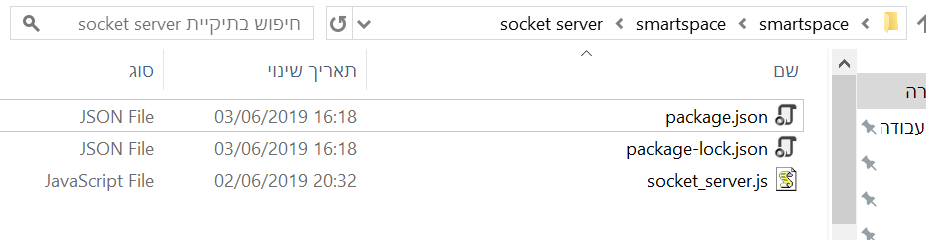 smartspace › smartspace › socket server
חיפוש בתיקיית socket server
שם תאריך שינוי סוג
package.json 03/06/2019 16:18 JSON File
package-lock.json 03/06/2019 16:18 JSON File
socket_server.js 02/06/2019 20:32 JavaScript File
רה
עבודה